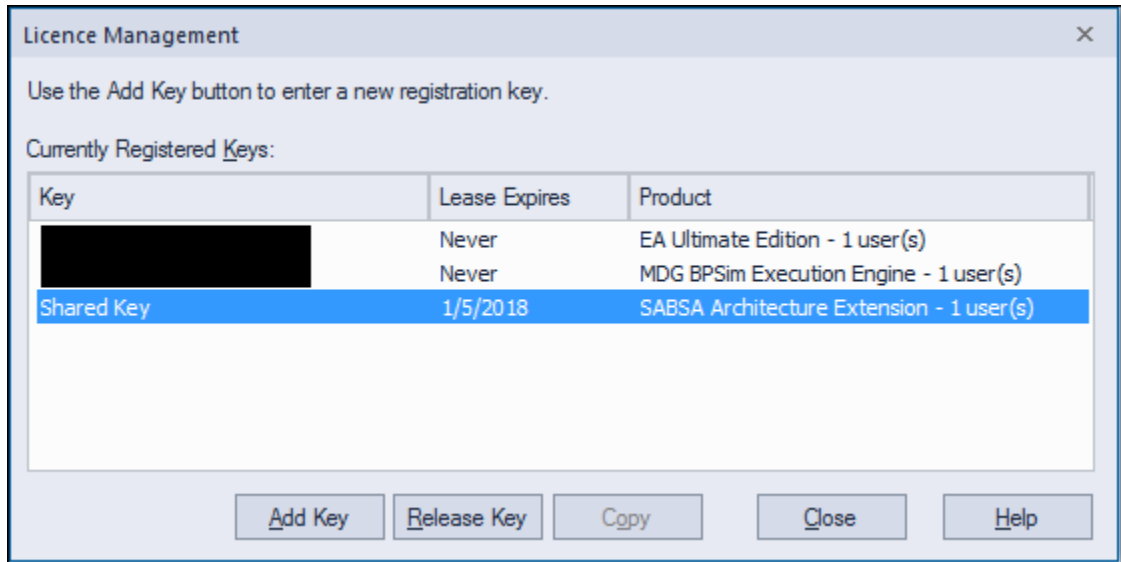 Licence Management
Use the Add Key button to enter a new registration key.
Currently Registered Keys:
Key Lease Expires Product
Never EA Ultimate Edition - 1 user(s)
Never MDG BPSim Execution Engine - 1 user(s)
Shared Key 1/5/2018 SABSA Architecture Extension - 1 user(s)
Add Key Release Key Copy Close Help